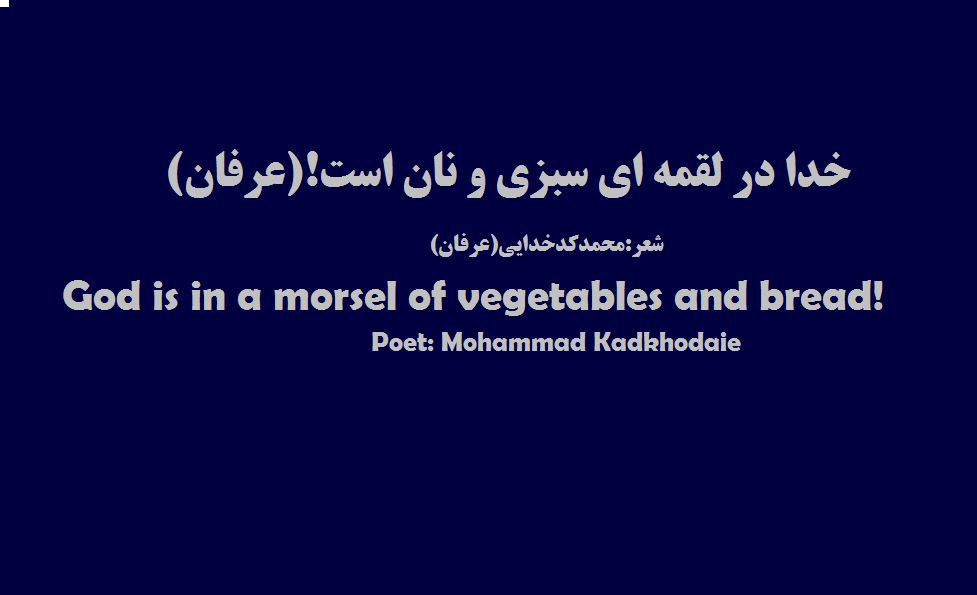 خدا در لقمه ای سبزی و نان است!(عرفان)
شعر:محمدکدخدایی(عرفان)
God is in a morsel of vegetables and bread!
Poet: Mohammad Kadkhodaie